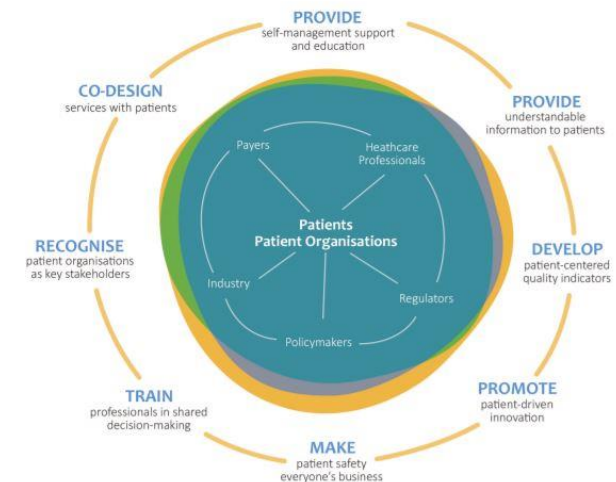 PROVIDE
self-management support
and education
CO-DESIGN
services with patients
PROVIDE
understandable
information to patients
Payers
Heathcare
Professionals
Patients
Patient Organisations
RECOGNISE
patient organisations
as key stakeholders
DEVELOP
patient-centered
quality indicators
Industry
Regulators
Policymakers
TRAIN
professionals in shared
decision-making
PROMOTE
patient-driven
innovation
MAKE
patient safety
everyone's business